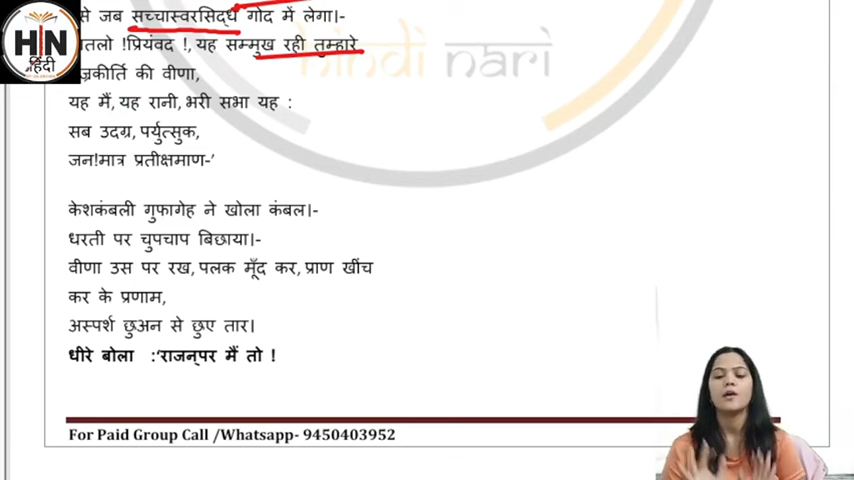 से जब सच्चास्वरसिद्ध गोद में लेगा।-
तलो !प्रियंवद !, यह सम्मुख रही तुम्हारे
HIN
हिंदी
hindi nari
की वीणा,
यह मैं, यह रानी, भरी सभा यह :
सब उदग्र, पर्युत्सुक,
जन!मात्र प्रतीक्षमाण-’
केशकंबली गुफागेह ने खोला कंबल।-
धरती पर चुपचाप बिछाया।-
वीणा उस पर रख, पलक मूँद कर, प्राण खींच
कर के प्रणाम,
अस्पर्श छुअन से छुए तार।
धीरे बोला :‘राजन्पर मैं तो !
For Paid Group Call /Whatsapp- 9450403952